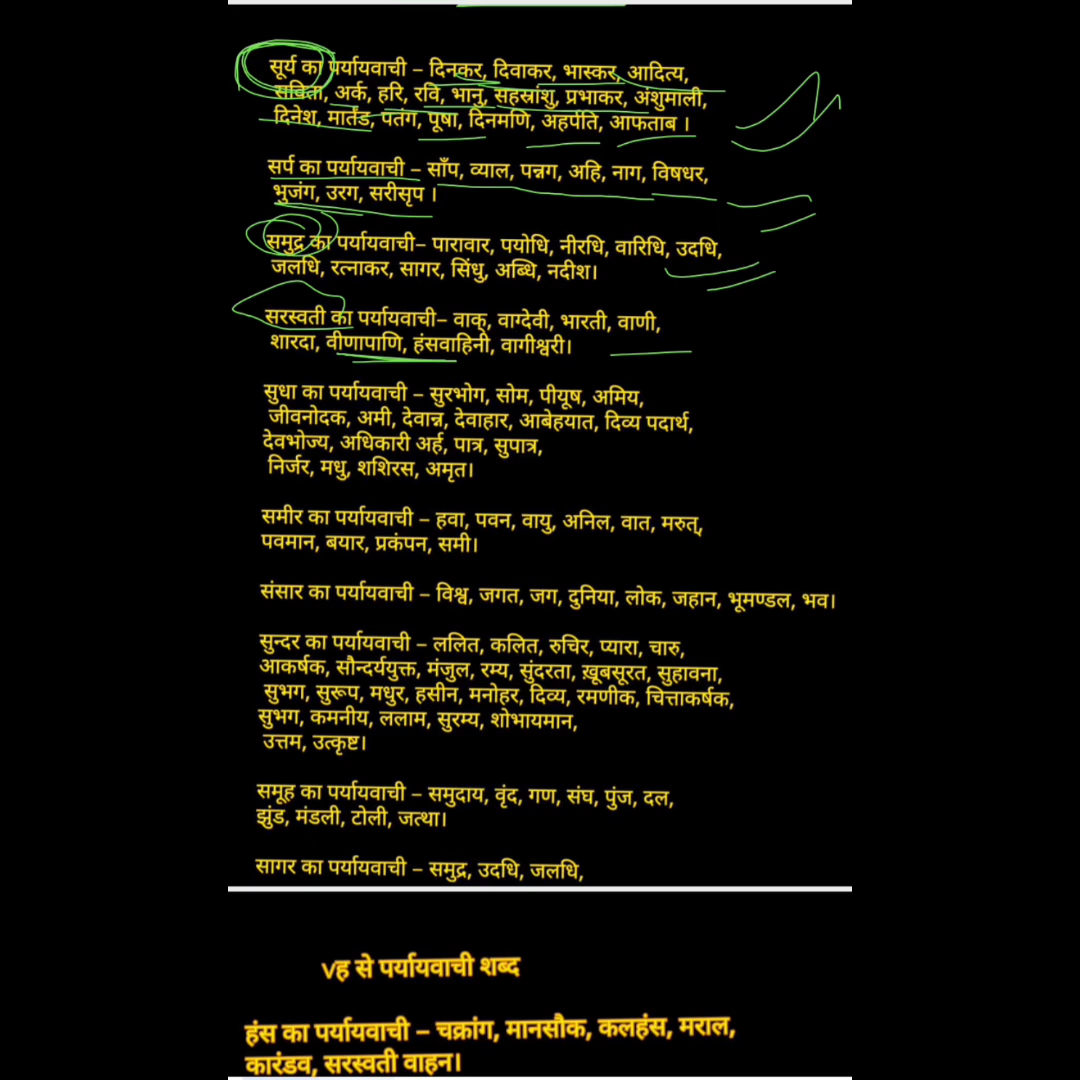 सूर्य का पर्यायवाची – दिनकर, दिवाकर, भास्कर, आदित्य,
सविता, अर्क, हरि, रवि, भानु, सहस्रांशु, प्रभाकर, अंशुमाली,
दिनेश, मार्तंड, पतंग, पूषा, दिनमणि, अहर्पति, आफताब ।
सर्प का पर्यायवाची – साँप, व्याल, पन्नग, अहि, नाग, विषधर,
भुजंग, उरग, सरीसृप ।
समुद्र का पर्यायवाची– पारावार, पयोधि, नीरधि, वारिधि, उदधि,
जलधि, रत्नाकर, सागर, सिंधु, अब्धि, नदीश।
सरस्वती का पर्यायवाची– वाक्, वाग्देवी, भारती, वाणी,
शारदा, वीणापाणि, हंसवाहिनी, वागीश्वरी।
सुधा का पर्यायवाची – सुरभोग, सोम, पीयूष, अमिय,
जीवनोदक, अमी, देवान्न, देवाहार, आबेहयात, दिव्य पदार्थ,
देवभोज्य, अधिकारी अर्ह, पात्र, सुपात्र,
निर्जर, मधु, शशिरस, अमृत।
समीर का पर्यायवाची – हवा, पवन, वायु, अनिल, वात, मरुत्,
पवमान, बयार, प्रकंपन, समी।
संसार का पर्यायवाची – विश्व, जगत, जग, दुनिया, लोक, जहान, भूमण्डल, भव।
सुन्दर का पर्यायवाची – ललित, कलित, रुचिर, प्यारा, चारु,
आकर्षक, सौन्दर्ययुक्त, मंजुल, रम्य, सुंदरता, ख़ूबसूरत, सुहावना,
सुभग, सुरूप, मधुर, हसीन, मनोहर, दिव्य, रमणीक, चित्ताकर्षक,
सुभग, कमनीय, ललाम, सुरम्य, शोभायमान,
उत्तम, उत्कृष्ट।
समूह का पर्यायवाची – समुदाय, वृंद, गण, संघ, पुंज, दल,
झुंड, मंडली, टोली, जत्था।
सागर का पर्यायवाची – समुद्र, उदधि, जलधि,
vह से पर्यायवाची शब्द
हंस का पर्यायवाची – चक्रांग, मानसौक, कलहंस, मराल,
कारंडव, सरस्वती वाहन।